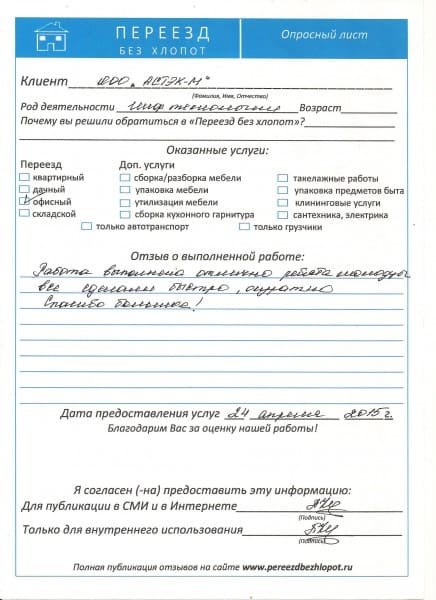 ПЕРЕЕЗД
БЕЗ ХЛОПОТ
Опросный лист
Клиент ООО "АСТЭК-М"
(Фамилия, Имя, Отчество)
Род деятельности Инф технологии Возраст
Почему вы решили обратиться в «Переезд без хлопот»?
Оказанные услуги:
Переезд Доп. услуги
квартирный сборка/разборка мебели такелажные работы
дачный упаковка мебели упаковка предметов быта
офисный утилизация мебели клининговые услуги
складской сборка кухонного гарнитура сантехника, электрика
только автотранспорт только грузчики
Отзыв о выполненной работе:
Работа выполнена отлично ребята молодцы
все сделали быстро, аккуратно
Спасибо большое!
Дата предоставления услуг 24 апреля 2015 г.
Благодарим Вас за оценку нашей работы!
Я согласен (-на) предоставить эту информацию:
Для публикации в СМИ и в Интернете
(Подпись)
Только для внутреннего использования
(Подпись)
Полная публикация отзывов на сайте www.pereezdbezhlopot.ru